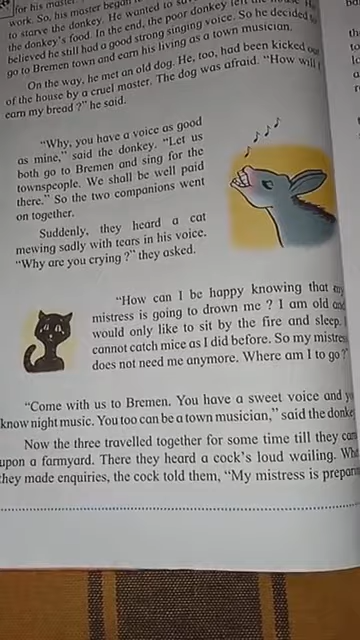 for his master
work. So, his master began
to starve the donkey. He wanted to
the donkey's food. In the end, the poor donkey left the
believed he still had a good strong singing voice. So he decided to
go to Bremen town and earn his living as a town musician.
On the way, he met an old dog. He, too, had been kicked out
of the house by a cruel master. The dog was afraid. "How will I
earn my bread ?" he said.
"Why, you have a voice as good
as mine," said the donkey. "Let us
both go to Bremen and sing for the
townspeople. We shall be well paid
there." So the two companions went
on together.
Suddenly, they heard a cat
mewing sadly with tears in his voice.
"Why are you crying ?" they asked.
"How can I be happy knowing that my
mistress is going to drown me ? I am old and
would only like to sit by the fire and sleep. I
cannot catch mice as I did before. So my mistress
does not need me anymore. Where am I to go?"
"Come with us to Bremen. You have a sweet voice and
know night music. You too can be a town musician," said the donkey
Now the three travelled together for some time till they came
upon a farmyard. There they heard a cock's loud wailing.
they made enquiries, the cock told them, "My mistress is